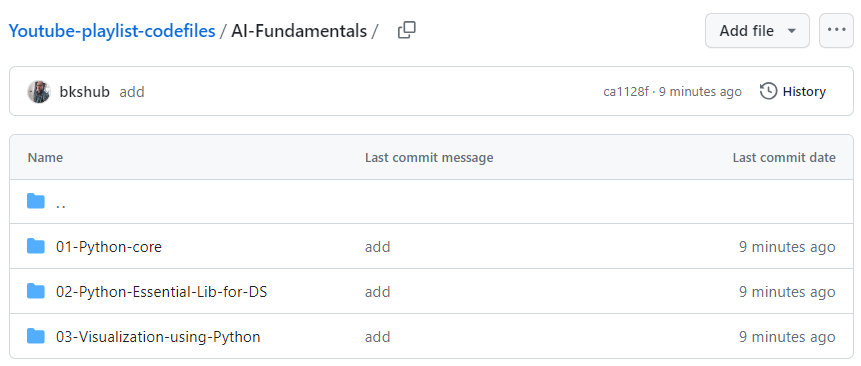 Youtube-playlist-codefiles / AI-Fundamentals / Add file ...
bkshub add ca1128f · 9 minutes ago History
Name Last commit message Last commit date
..
01-Python-core add 9 minutes ago
02-Python-Essential-Lib-for-DS add 9 minutes ago
03-Visualization-using-Python add 9 minutes ago